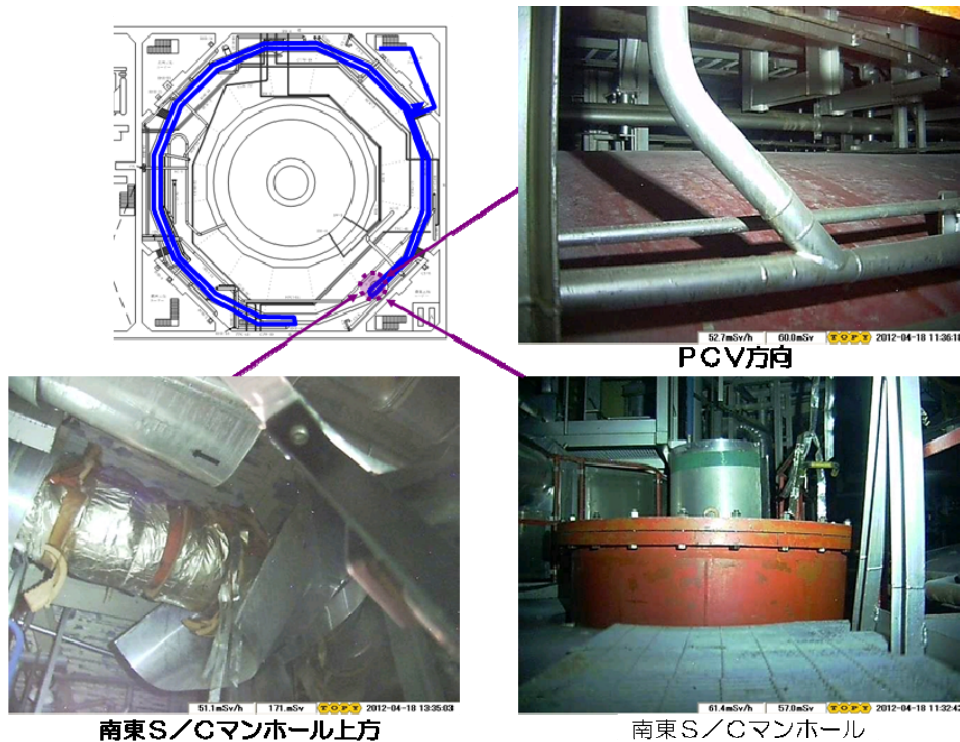 52.7mSv/h 60.0mSv TOPY 2012-04-18 11:36:18
PCV方向
51.1mSv/h 171.mSv TOPY 2012-04-18 13:35:03
南東S／Cマンホール上方
61.4mSv/h 57.0mSv TOPY 2012-04-18 11:32:42
南東S／Cマンホール